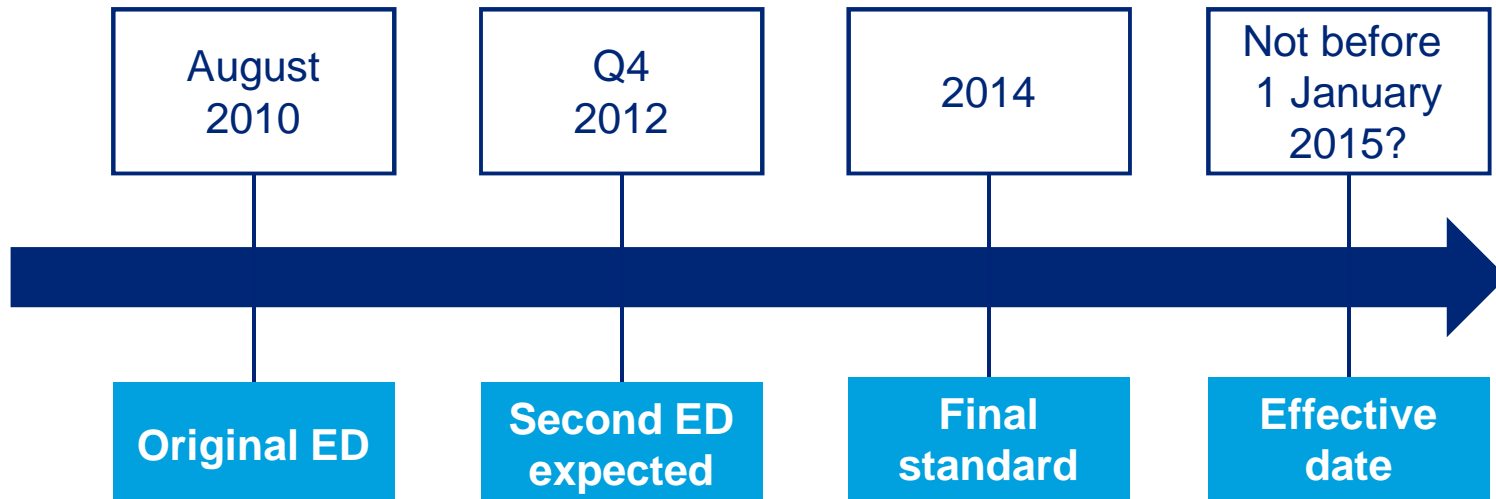 August
2010
Q4
2012
2014
Not before
1 January
2015?
Original ED
Second ED
expected
Final
standard
Effective
date